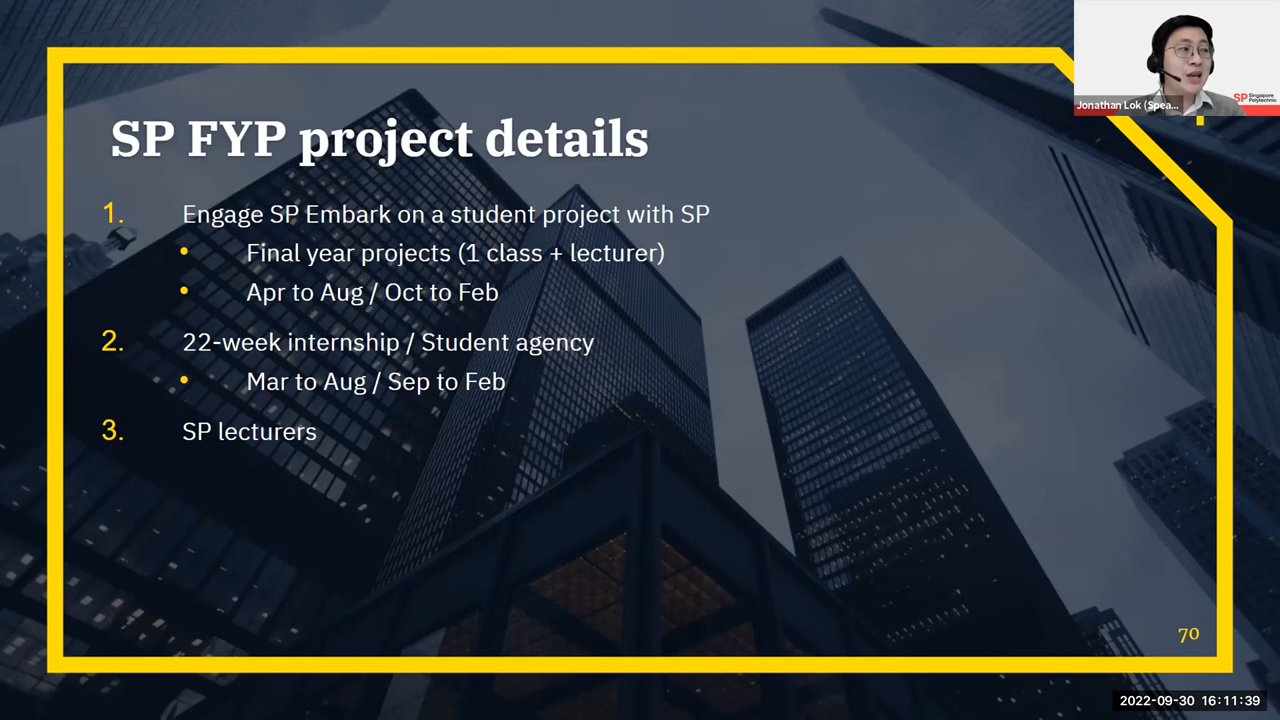 SP FYP project details
1. Engage SP Embark on a student project with SP
• Final year projects (1 class + lecturer)
• Apr to Aug / Oct to Feb
2. 22-week internship / Student agency
• Mar to Aug / Sep to Feb
3. SP lecturers
70
Jonathan Lok (Spea...
SP Singapore
Polytechnic
2022-09-30 16:11:39